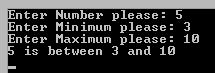 Enter Number please: 5
Enter Minimum please: 3
Enter Maximum please: 10
5 is between 3 and 10